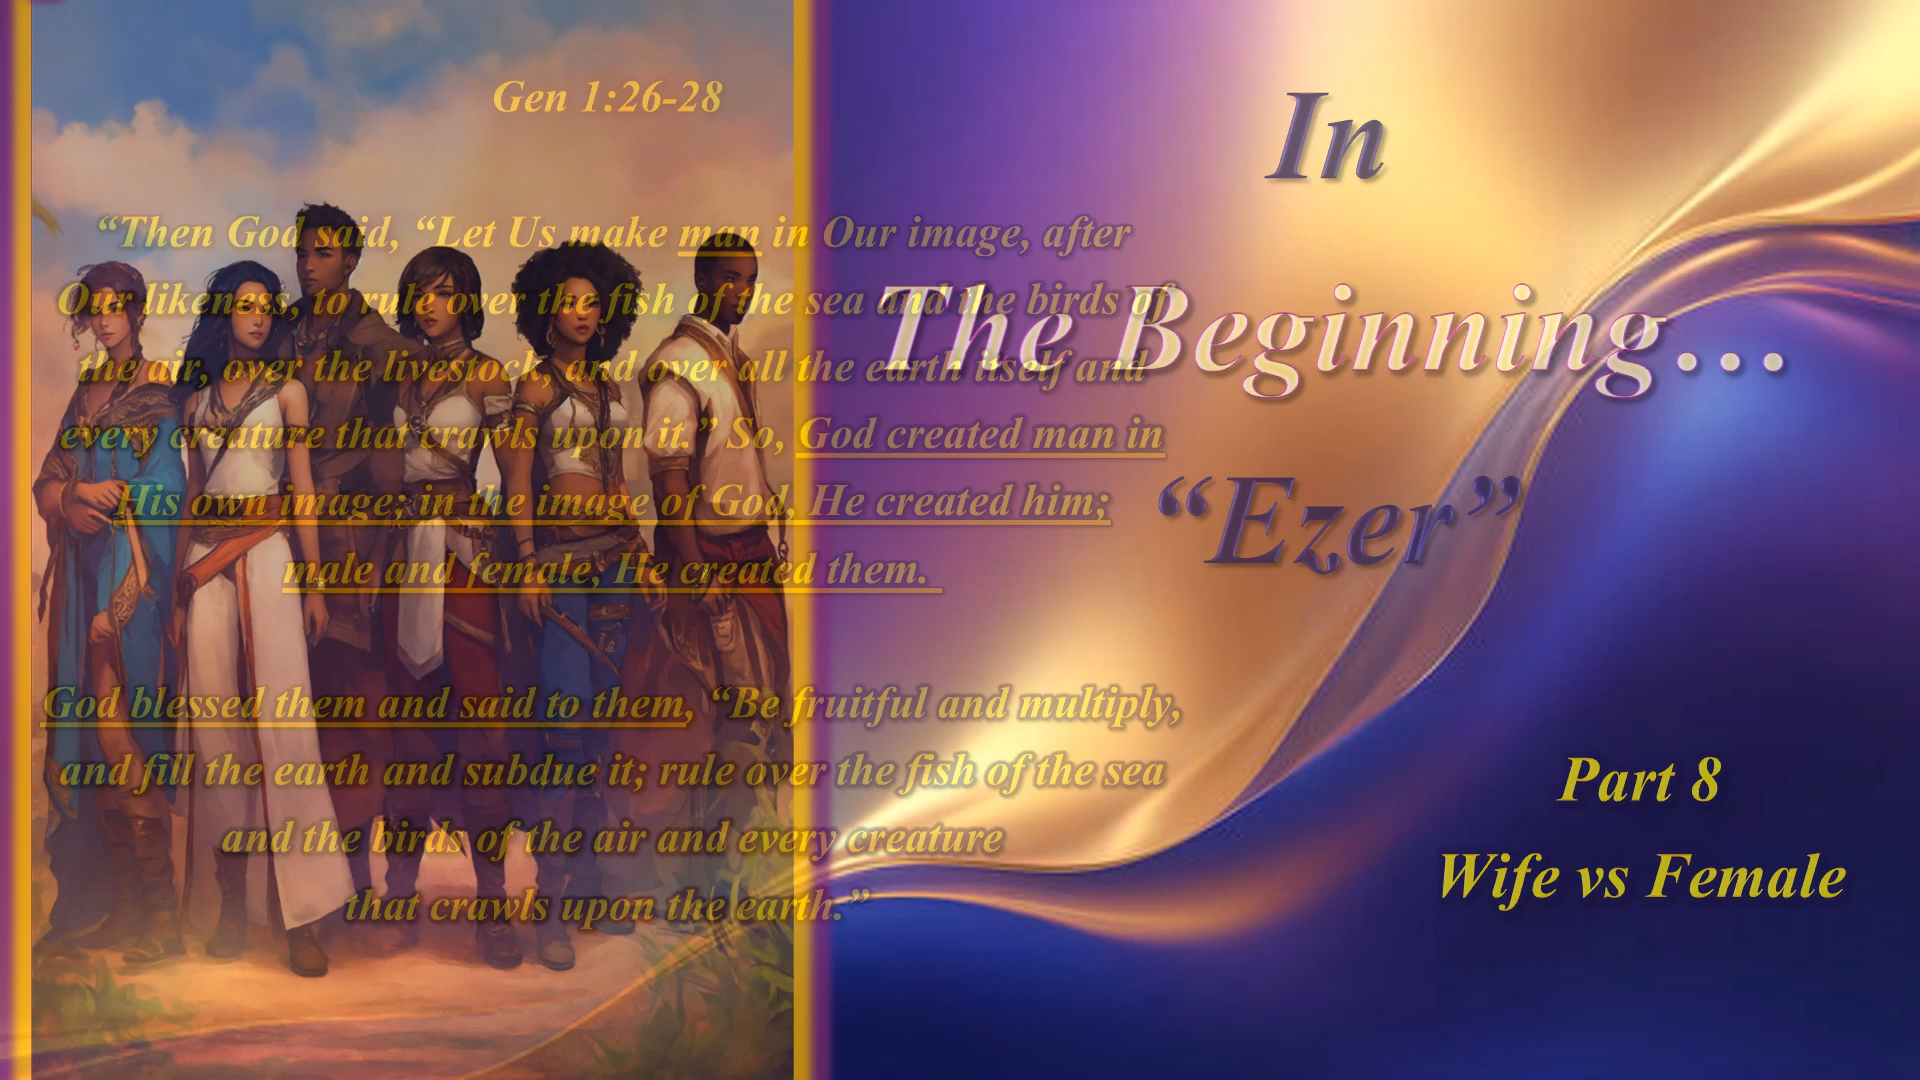 Gen 1:26-28
“Then God said, “Let Us make man in Our image, after
Our likeness, to rule over the fish of the sea and the birds of
the air, over the livestock, and over all the earth itself and
every creature that crawls upon it.” So, God created man in
His own image; in the image of God, He created him;
male and female, He created them.
God blessed them and said to them, “Be fruitful and multiply,
and fill the earth and subdue it; rule over the fish of the sea
and the birds of the air and every creature
that crawls upon the earth.”
In
The Beginning...
“Ezer”
Part 8
Wife vs Female